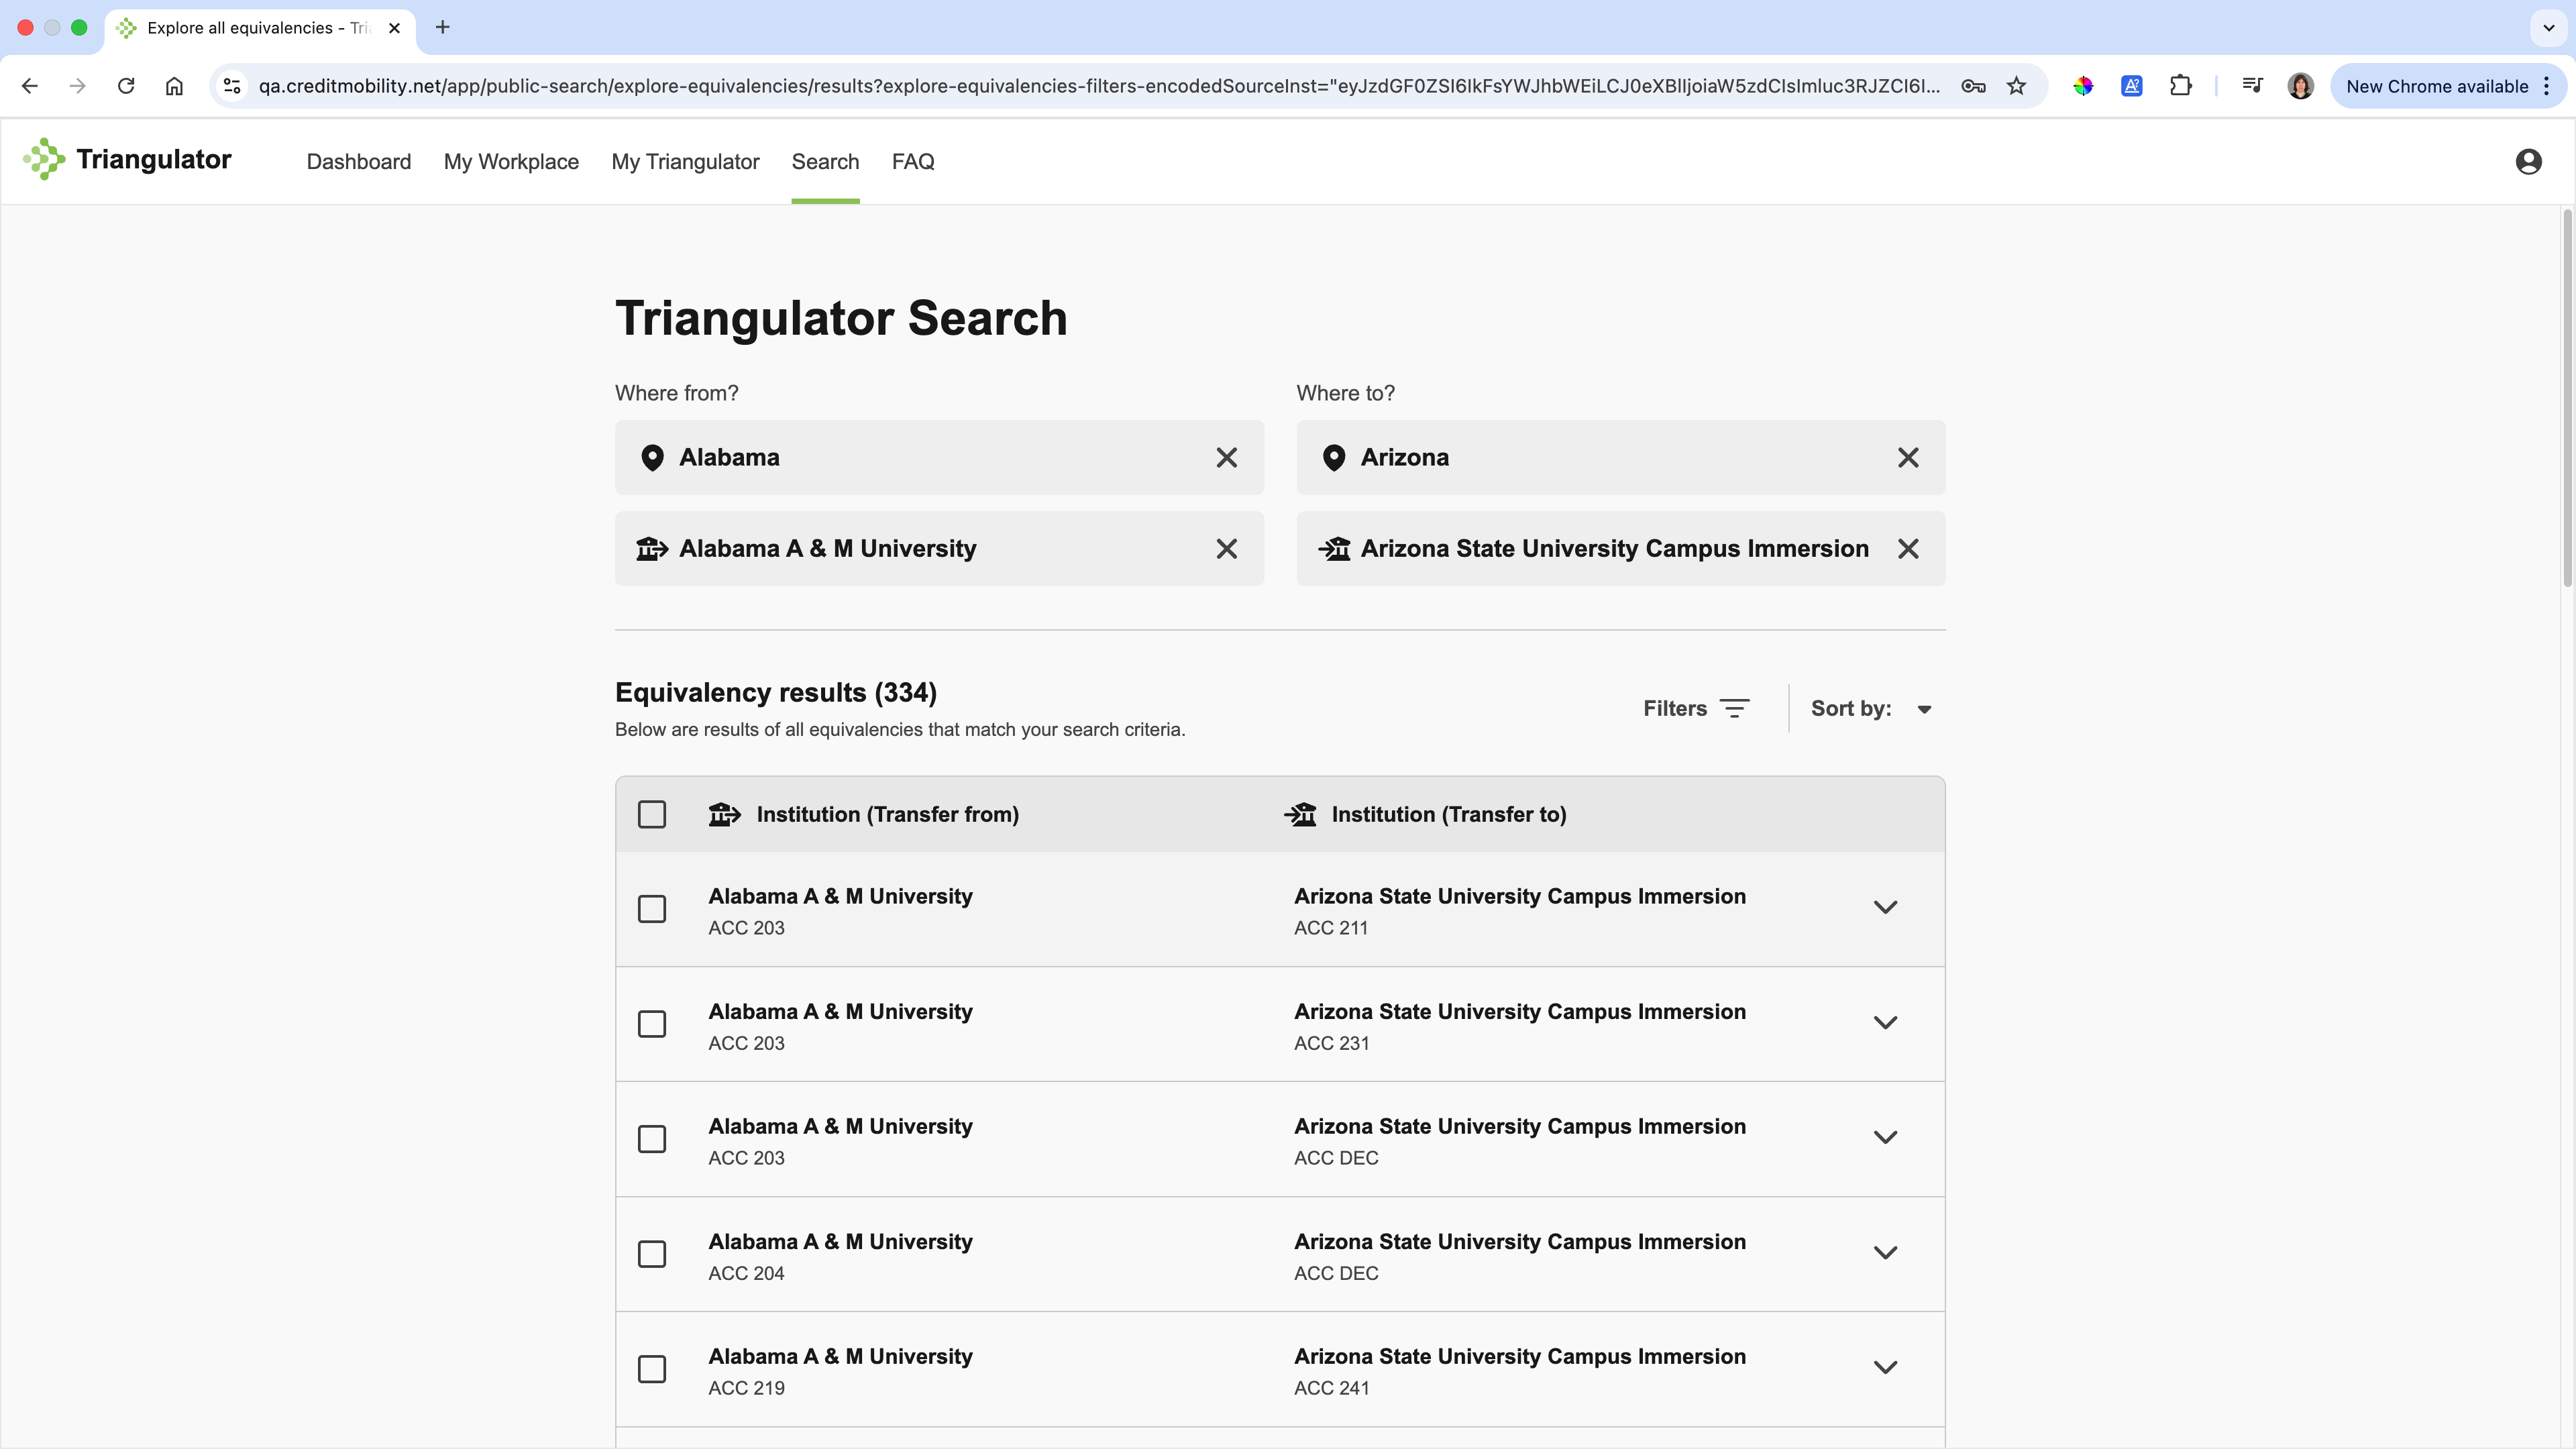 Explore all equivalencies - Tri
qa.creditmobility.net/app/public-search/explore-equivalencies/results?explore-equivalencies-filters-encodedSourceInst="eyJzdGF0ZSI6IkFsYWJhbWEiLCJ0eXBlIjoiaW5zdCIsImluc3RJZCI6I...
New Chrome available
Triangulator
Dashboard
My Workplace
My Triangulator
Search
FAQ
Triangulator Search
Where from?
Where to?
Alabama
Arizona
Alabama A & M University
Arizona State University Campus Immersion
Equivalency results (334)
Below are results of all equivalencies that match your search criteria.
Filters
Sort by:
Institution (Transfer from)
Institution (Transfer to)
Alabama A & M University
ACC 203
Arizona State University Campus Immersion
ACC 211
Alabama A & M University
ACC 203
Arizona State University Campus Immersion
ACC 231
Alabama A & M University
ACC 203
Arizona State University Campus Immersion
ACC DEC
Alabama A & M University
ACC 204
Arizona State University Campus Immersion
ACC DEC
Alabama A & M University
ACC 219
Arizona State University Campus Immersion
ACC 241